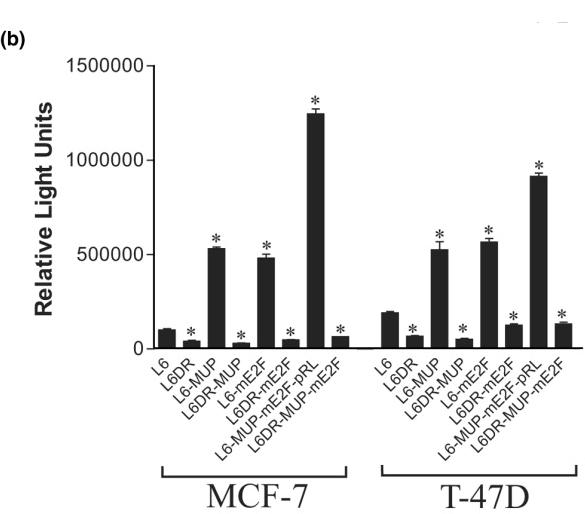 (b)
Relative Light Units
1500000
1000000
500000
0
* * * * * * *
* * * * * * *
L6
L6DR
L6-MUP
L6DR-MUP
L6-mE2F
L6DR-mE2F
L6-MUP-mE2F-pRL
L6DR-MUP-mE2F
L6
L6DR
L6-MUP
L6DR-MUP
L6-mE2F
L6DR-mE2F
L6-MUP-mE2F-pRL
L6DR-MUP-mE2F
MCF-7
T-47D